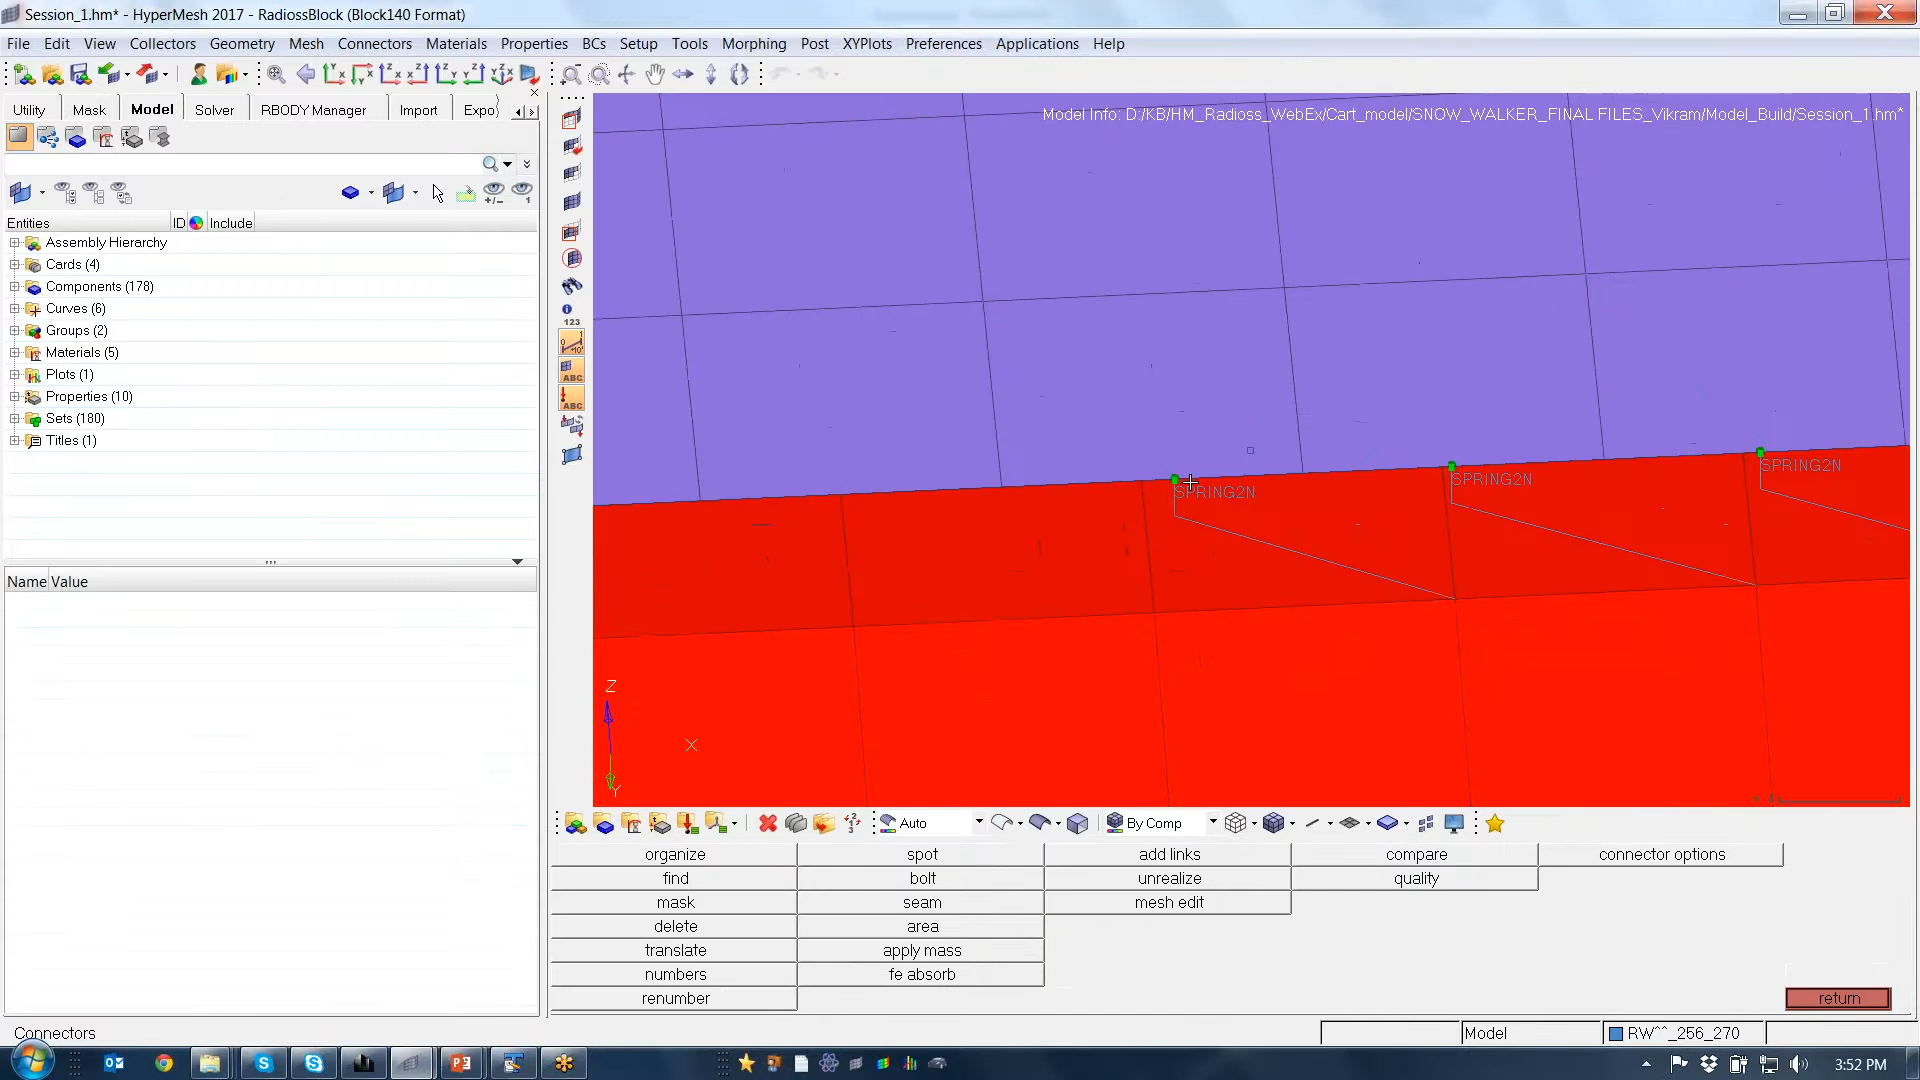 Session_1.hm* - HyperMesh 2017 - RadiossBlock (Block140 Format)
File Edit View Collectors Geometry Mesh Connectors Materials Properties BCs Setup Tools Morphing Post XYPlots Preferences Applications Help
Utility Mask Model Solver RBODY Manager Import Expo
Model Info: D:/KB/HM_Radioss_WebEx/Cart_model/SNOW_WALKER_FINAL FILES_Vikram/Model_Build/Session_1.hm*
Entities ID Include
Assembly Hierarchy
Cards (4)
Components (178)
Curves (6)
Groups (2)
Materials (5)
Plots (1)
Properties (10)
Sets (180)
Titles (1)
123
ABC
ABC
SPRING2N
SPRING2N
SPRING2N
Name Value
Z
X
Y
Auto By Comp
organize spot add links compare connector options
find bolt unrealize quality
mask seam mesh edit
delete area
translate apply mass
numbers fe absorb
renumber return
Connectors Model RW^^_256_270
3:52 PM